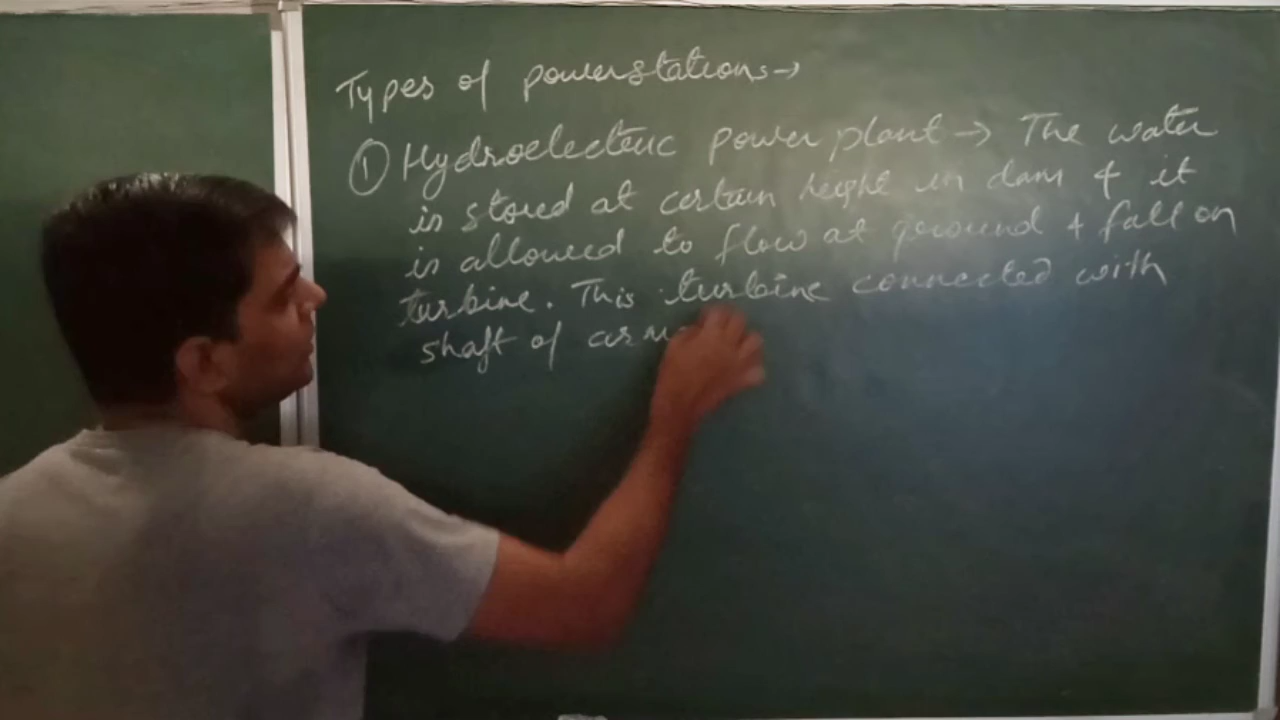 Types of powerstations→
① Hydroelectric power plant → The water
is stored at certain height in dam & it
is allowed to flow at ground & fall on
turbine. This turbine connected with
shaft of arma